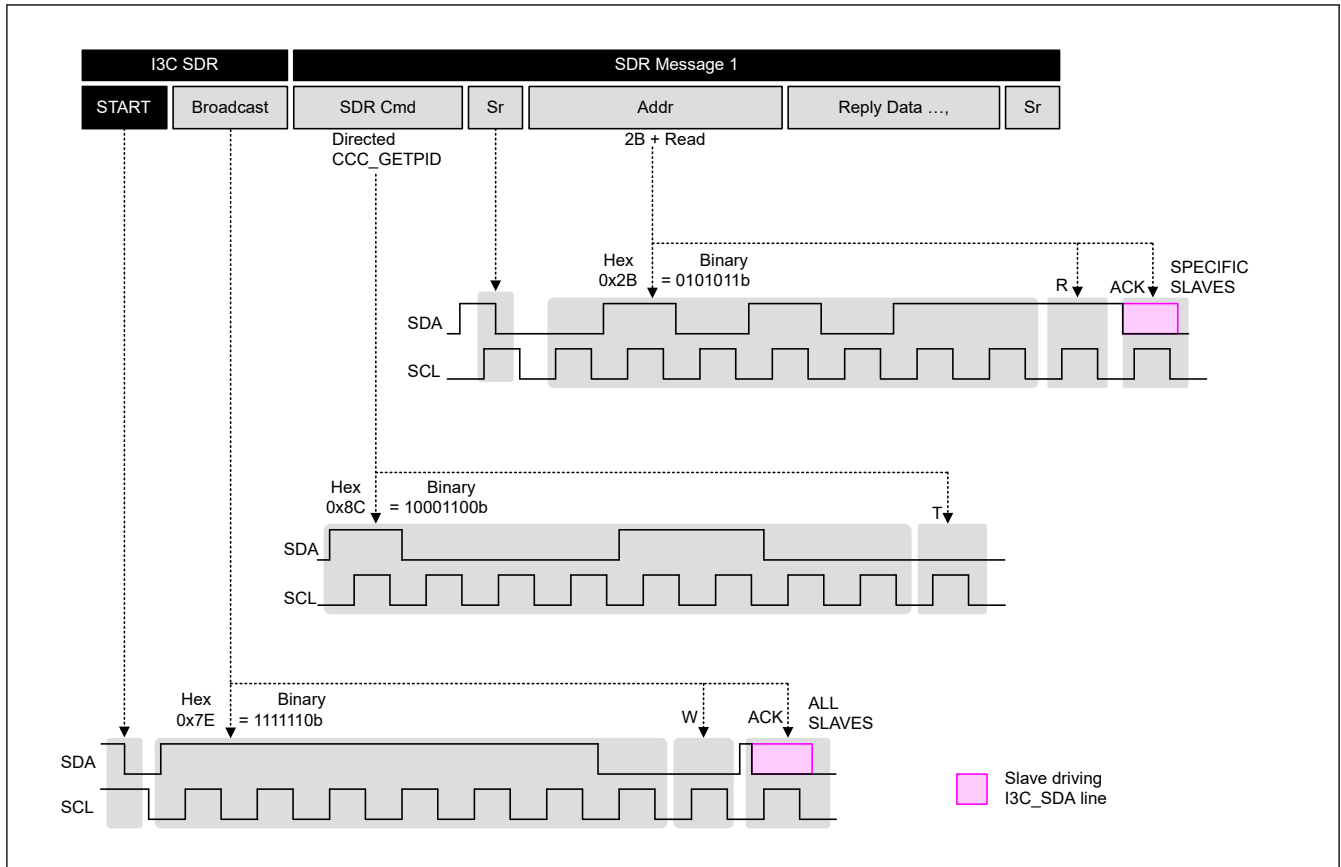 I3C SDR
SDR Message 1
START
Broadcast
SDR Cmd
Sr
Addr
Reply Data …,
Sr
Directed
CCC_GETPID
2B + Read
Hex
0x2B
Binary
= 0101011b
R
ACK
SPECIFIC
SLAVES
SDA
SCL
Hex
0x8C
Binary
= 10001100b
T
SDA
SCL
Hex
0x7E
Binary
= 1111110b
W
ACK
ALL
SLAVES
SDA
SCL
Slave driving
I3C_SDA line